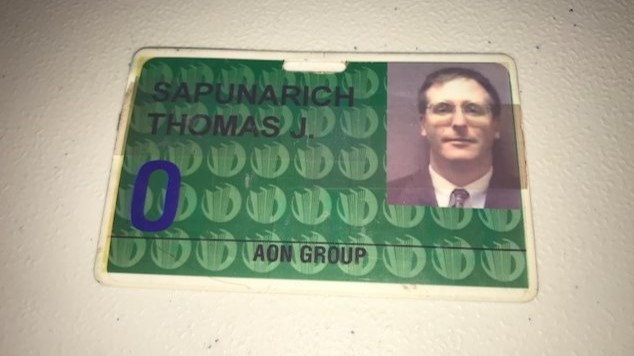 SAPUNARICH
THOMAS J.
0
AON GROUP